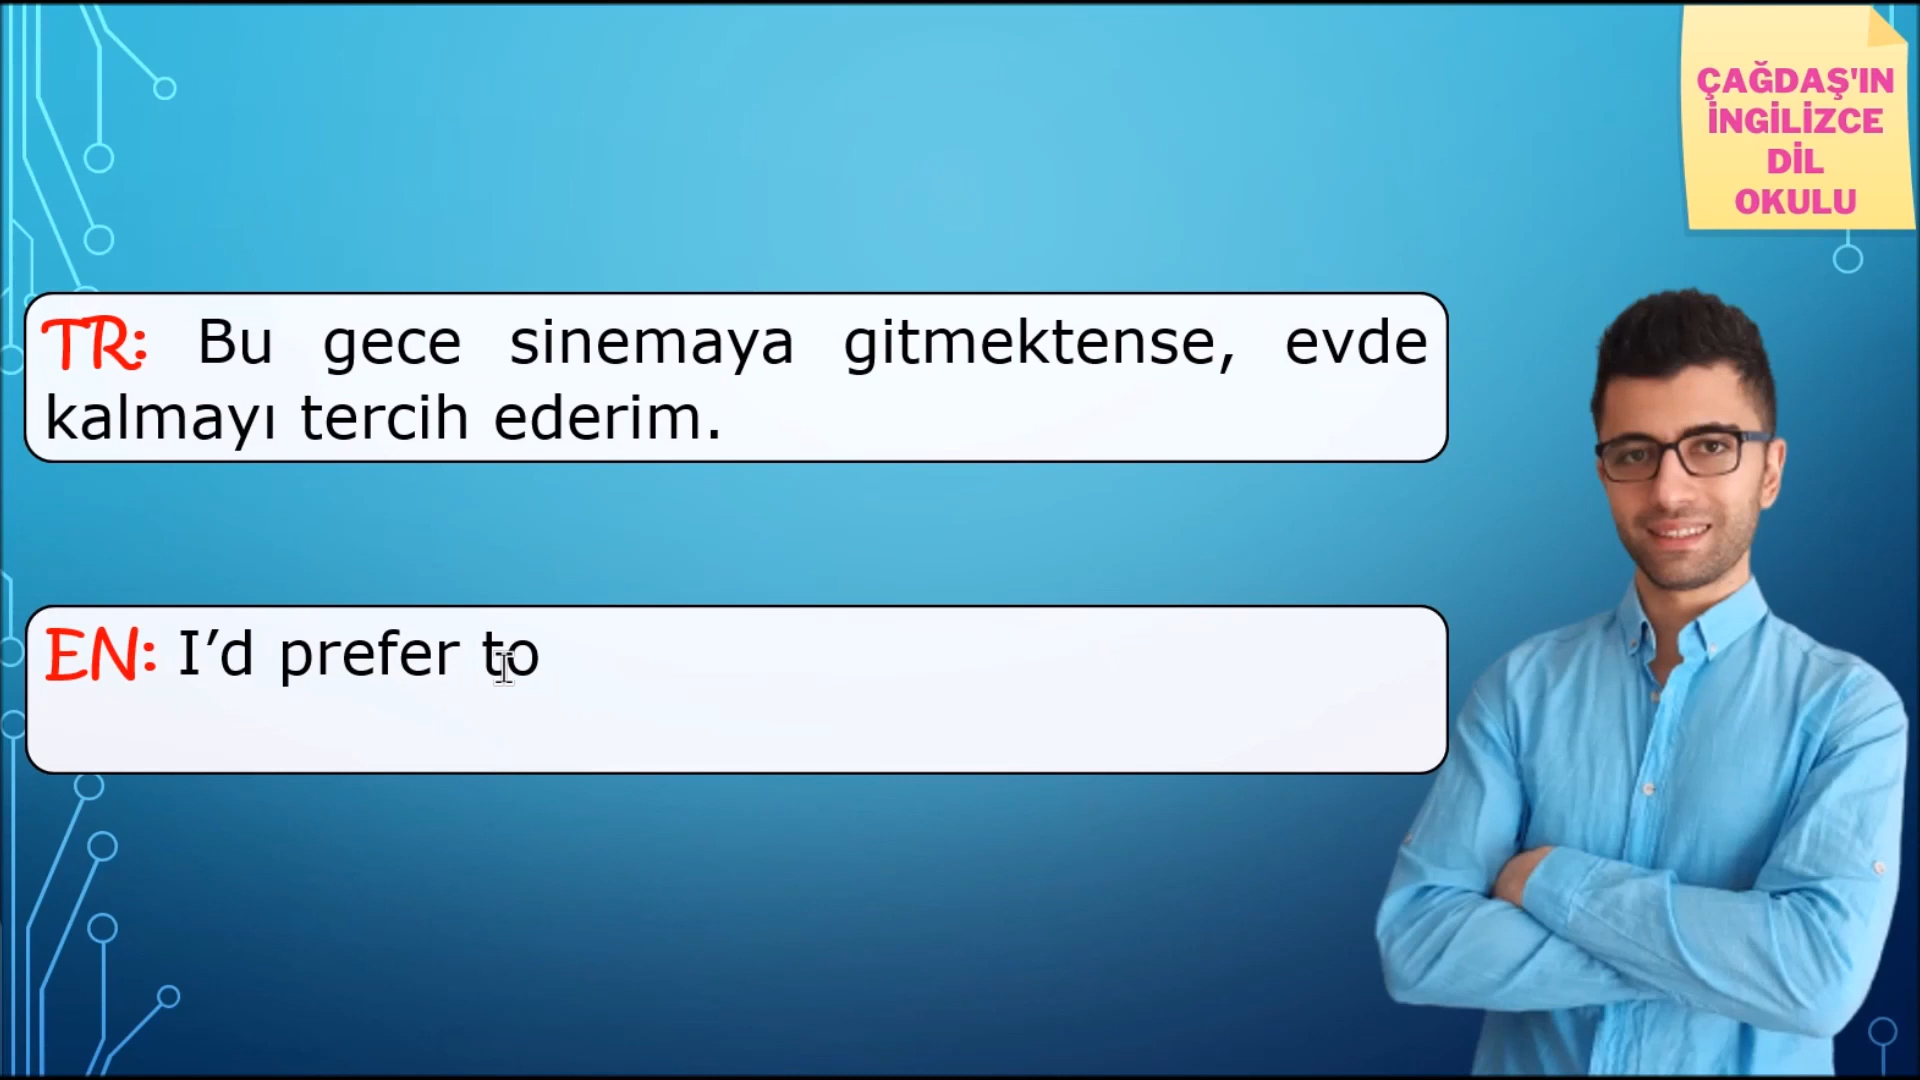 ÇAĞDAŞ'IN
İNGİLİZCE
DİL
OKULU
TR: Bu gece sinemaya gitmektense, evde
kalmayı tercih ederim.
EN: I’d prefer to